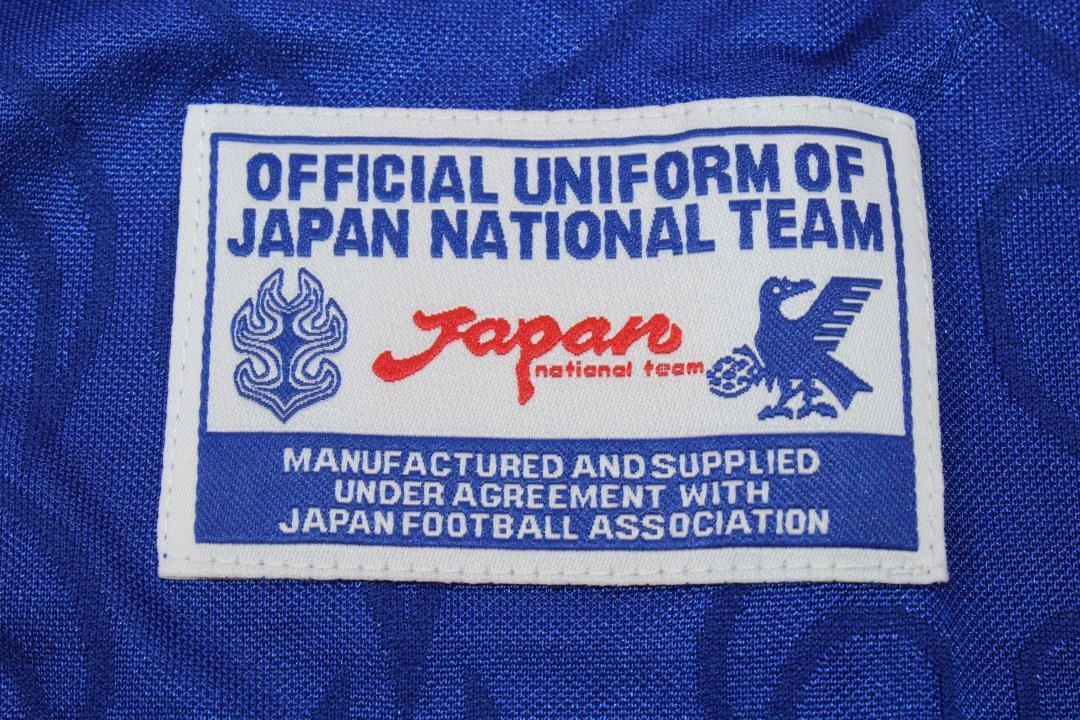 OFFICIAL UNIFORM OF
JAPAN NATIONAL TEAM
Japan
national team
MANUFACTURED AND SUPPLIED
UNDER AGREEMENT WITH
JAPAN FOOTBALL ASSOCIATION